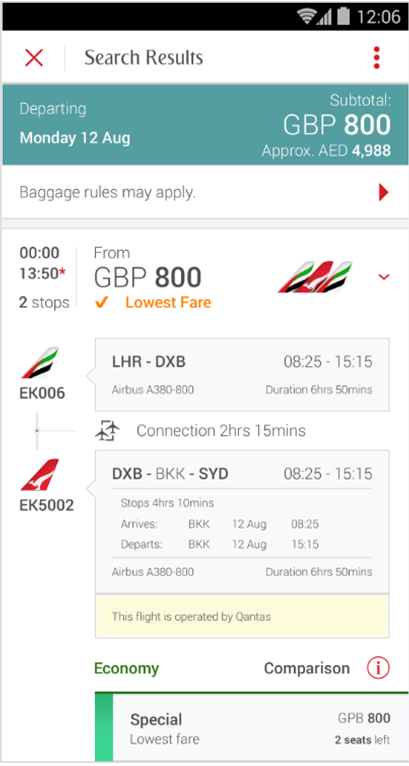 12:06
Search Results
Departing
Monday 12 Aug
Subtotal:
GBP 800
Approx. AED 4,988
Baggage rules may apply.
00:00
13:50*
2 stops
From
GBP 800
Lowest Fare
EK006
LHR - DXB 08:25 - 15:15
Airbus A380-800 Duration 6hrs 50mins
Connection 2hrs 15mins
EK5002
DXB - BKK - SYD 08:25 - 15:15
Stops 4hrs 10mins
Arrives: BKK 12 Aug 08:25
Departs: BKK 12 Aug 15:15
Airbus A380-800 Duration 6hrs 50mins
This flight is operated by Qantas
Economy Comparison i
Special GPB 800
Lowest fare 2 seats left